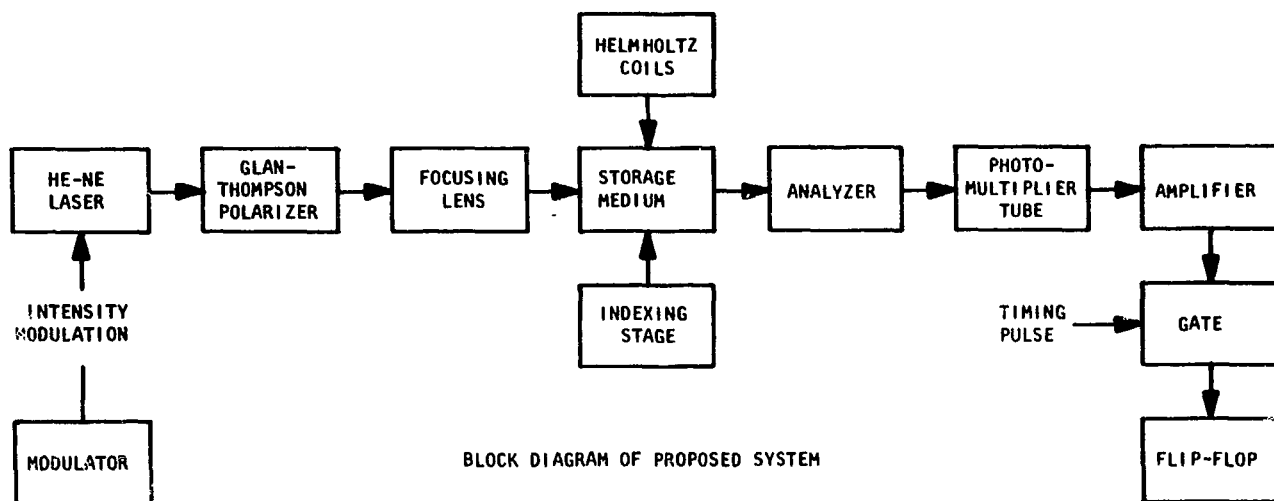 HELMHOLTZ
COILS
HE-NE
LASER
GLAN-
THOMPSON
POLARIZER
FOCUSING
LENS
STORAGE
MEDIUM
ANALYZER
PHOTO-
MULTIPLIER
TUBE
AMPLIFIER
INTENSITY
MODULATION
INDEXING
STAGE
TIMING
PULSE
GATE
MODULATOR
BLOCK DIAGRAM OF PROPOSED SYSTEM
FLIP-FLOP